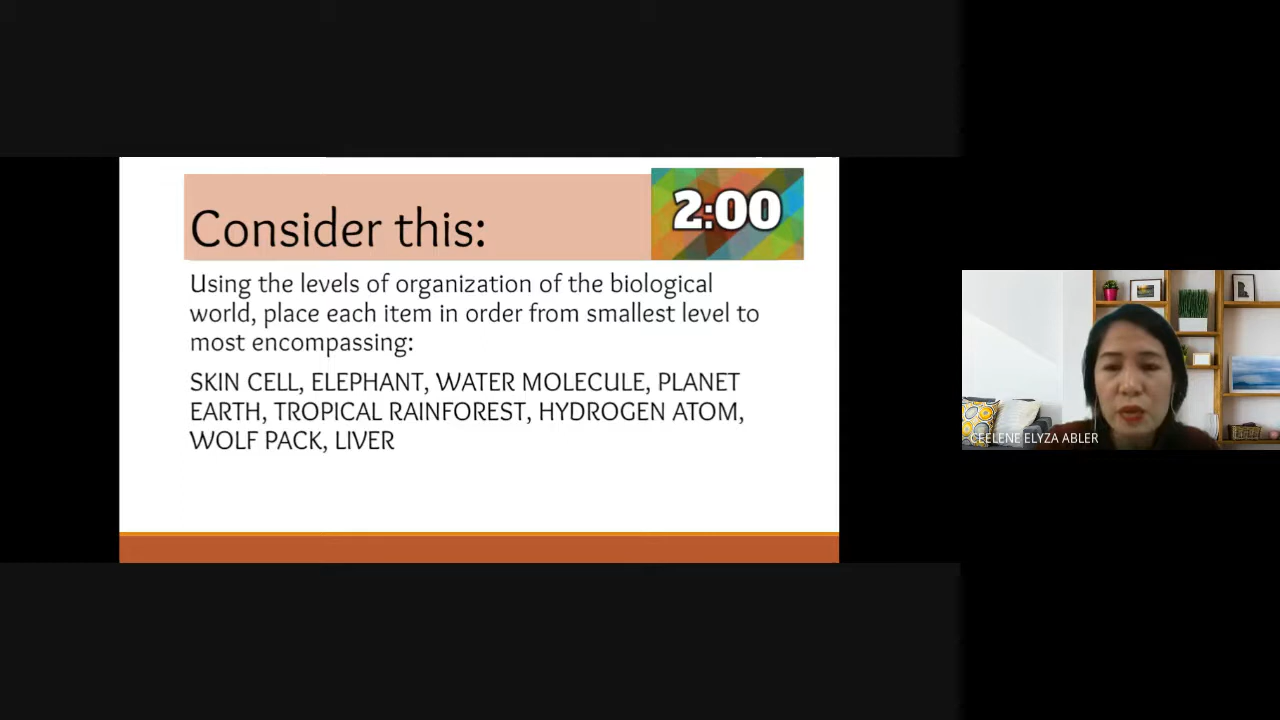 Consider this:
2:00
Using the levels of organization of the biological
world, place each item in order from smallest level to
most encompassing:
SKIN CELL, ELEPHANT, WATER MOLECULE, PLANET
EARTH, TROPICAL RAINFOREST, HYDROGEN ATOM,
WOLF PACK, LIVER
CEELENE ELYZA ABLER